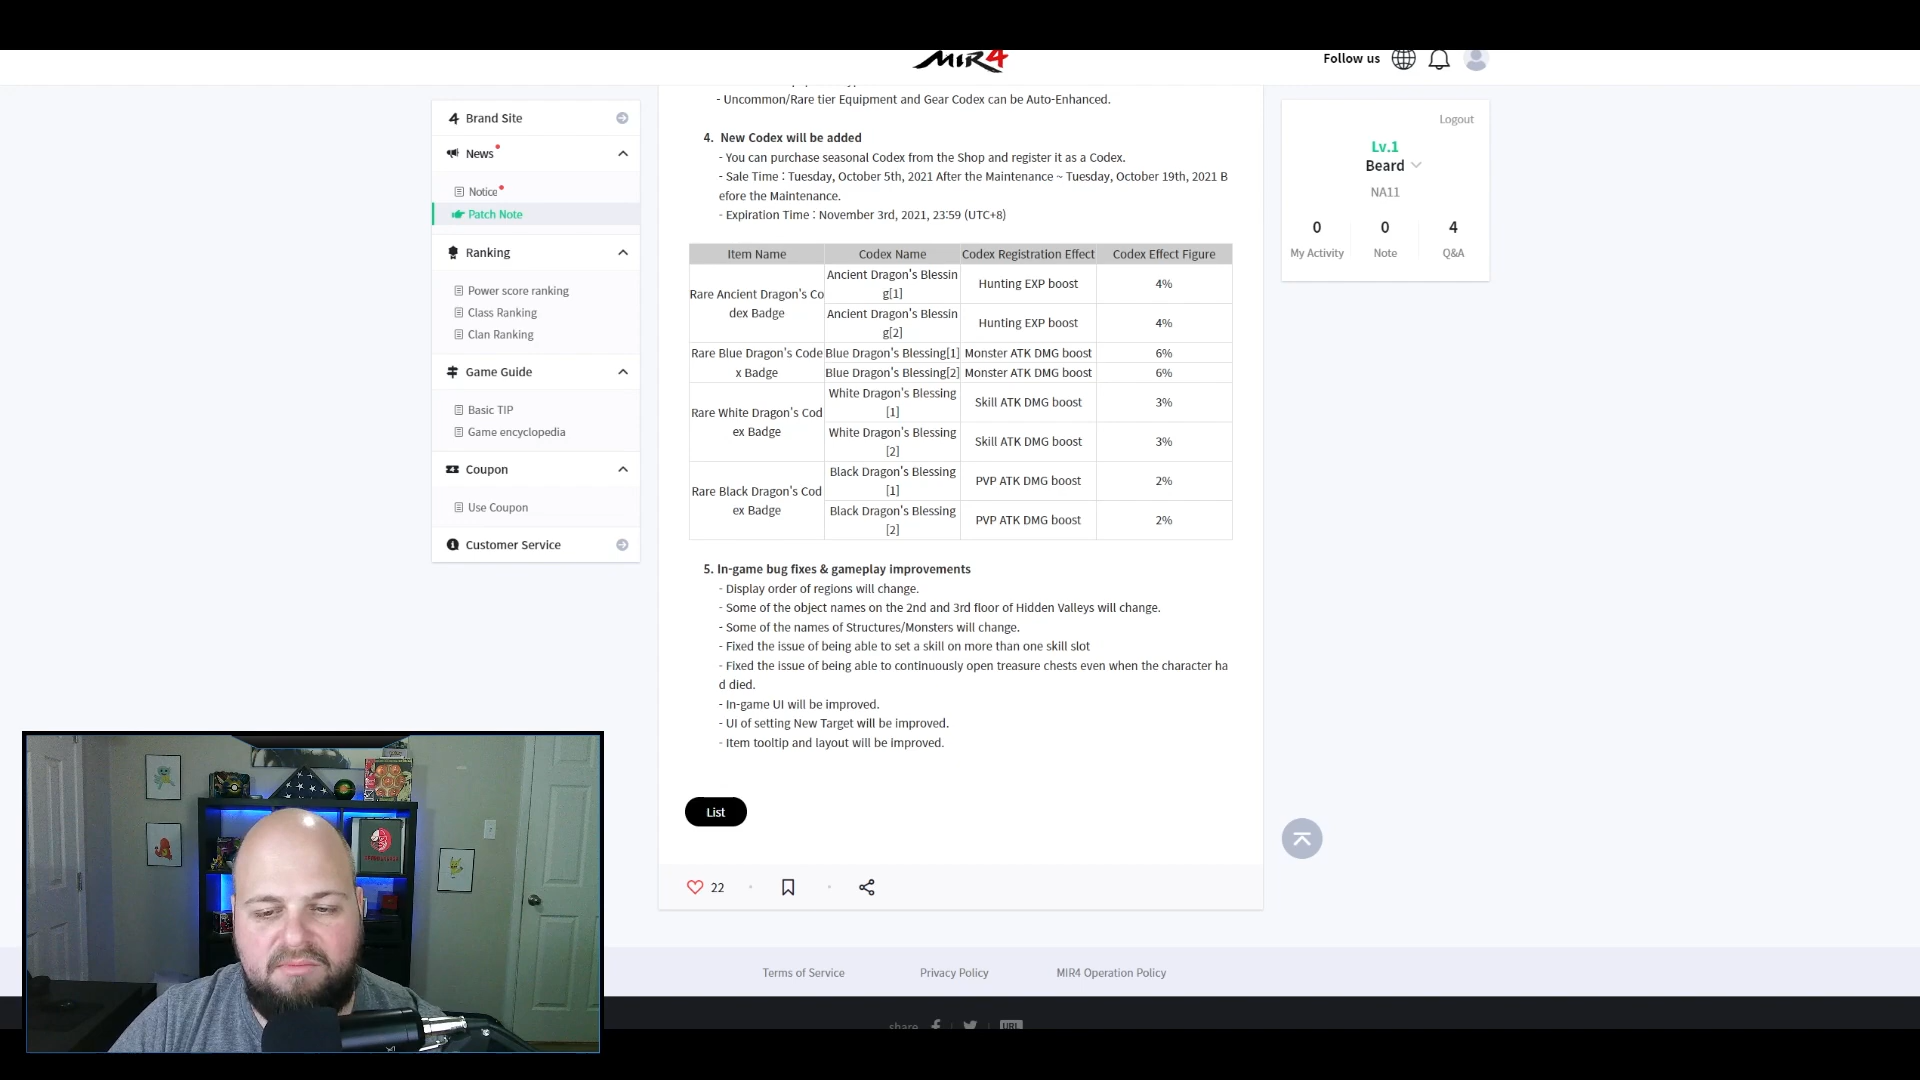 MIR4
Follow us
- Uncommon/Rare tier Equipment and Gear Codex can be Auto-Enhanced.
Brand Site
News
Notice
Patch Note
Ranking
Power score ranking
Class Ranking
Clan Ranking
Game Guide
Basic TIP
Game encyclopedia
Coupon
Use Coupon
Customer Service
4. New Codex will be added
- You can purchase seasonal Codex from the Shop and register it as a Codex.
- Sale Time : Tuesday, October 5th, 2021 After the Maintenance ~ Tuesday, October 19th, 2021 B
efore the Maintenance.
- Expiration Time : November 3rd, 2021, 23:59 (UTC+8)
Item Name Codex Name Codex Registration Effect Codex Effect Figure
Rare Ancient Dragon's Co
dex Badge
Ancient Dragon's Blessin
g[1]
Hunting EXP boost 4%
Ancient Dragon's Blessin
g[2]
Hunting EXP boost 4%
Rare Blue Dragon's Code
x Badge
Blue Dragon's Blessing[1] Monster ATK DMG boost 6%
Blue Dragon's Blessing[2] Monster ATK DMG boost 6%
Rare White Dragon's Cod
ex Badge
White Dragon's Blessing
[1]
Skill ATK DMG boost 3%
White Dragon's Blessing
[2]
Skill ATK DMG boost 3%
Rare Black Dragon's Cod
ex Badge
Black Dragon's Blessing
[1]
PVP ATK DMG boost 2%
Black Dragon's Blessing
[2]
PVP ATK DMG boost 2%
5. In-game bug fixes & gameplay improvements
- Display order of regions will change.
- Some of the object names on the 2nd and 3rd floor of Hidden Valleys will change.
- Some of the names of Structures/Monsters will change.
- Fixed the issue of being able to set a skill on more than one skill slot
- Fixed the issue of being able to continuously open treasure chests even when the character ha
d died.
- In-game UI will be improved.
- UI of setting New Target will be improved.
- Item tooltip and layout will be improved.
List
22
Logout
Lv.1
Beard
NA11
0 0 4
My Activity Note Q&A
Terms of Service Privacy Policy MIR4 Operation Policy
share URL